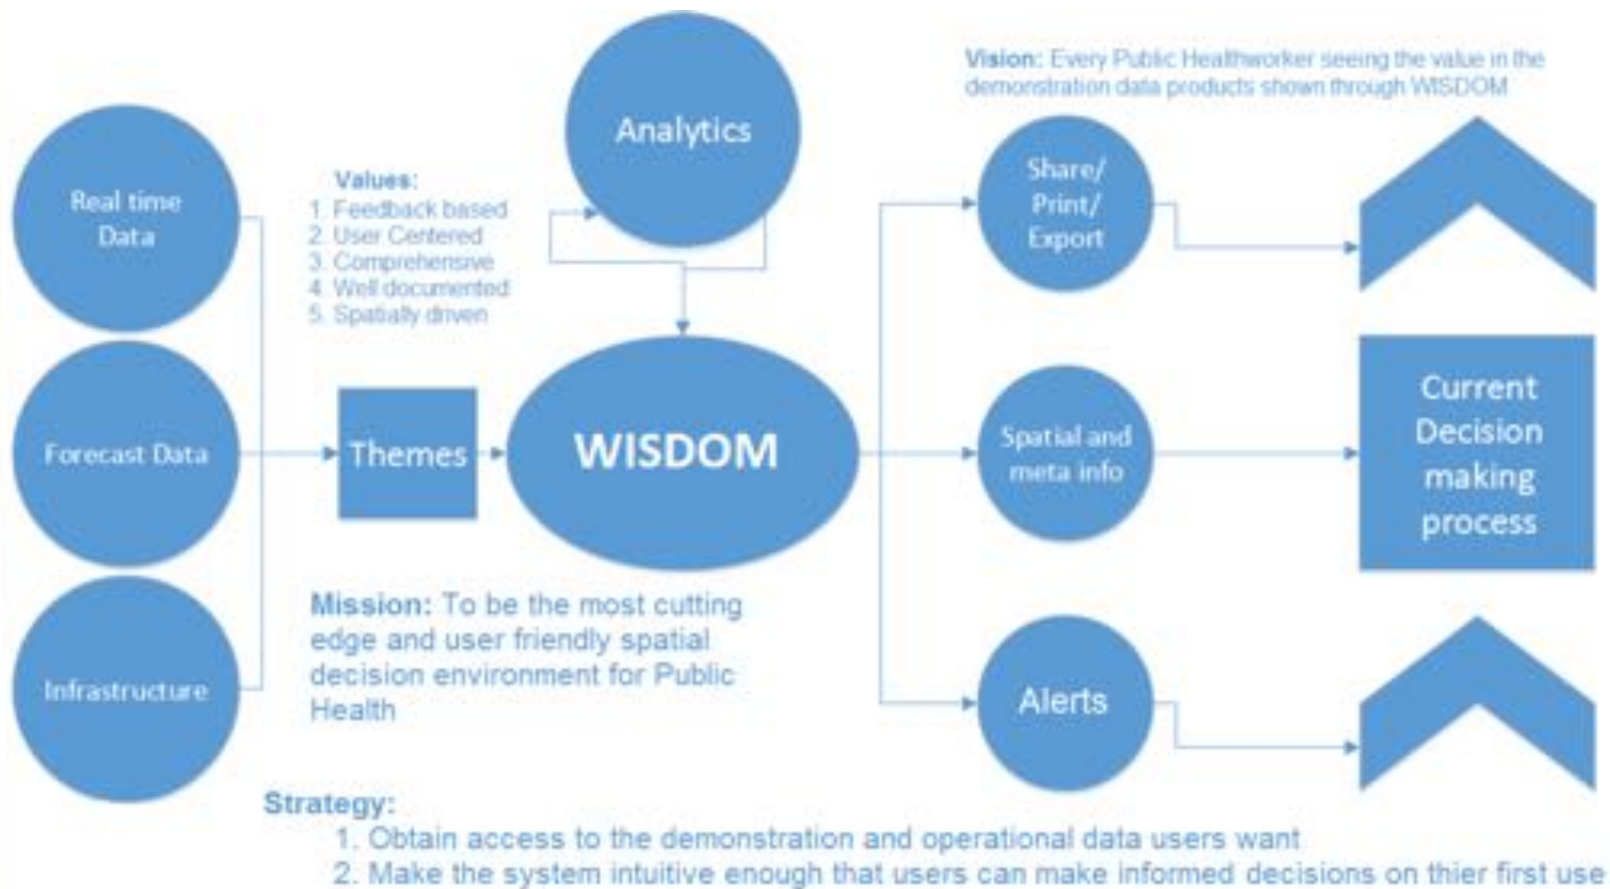 Analytics
Vision: Every Public Healthworker seeing the value in the
demonstration data products shown through WISDOM
Real time
Data
Values:
1. Feedback based
2. User Centered
3. Comprehensive
4. Well documented
5. Spatially driven
Share/
Print/
Export
Forecast Data
Themes
WISDOM
Spatial and
meta info
Current
Decision
making
process
Infrastructure
Mission: To be the most cutting
edge and user friendly spatial
decision environment for Public
Health
Alerts
Strategy:
1. Obtain access to the demonstration and operational data users want
2. Make the system intuitive enough that users can make informed decisions on thier first use